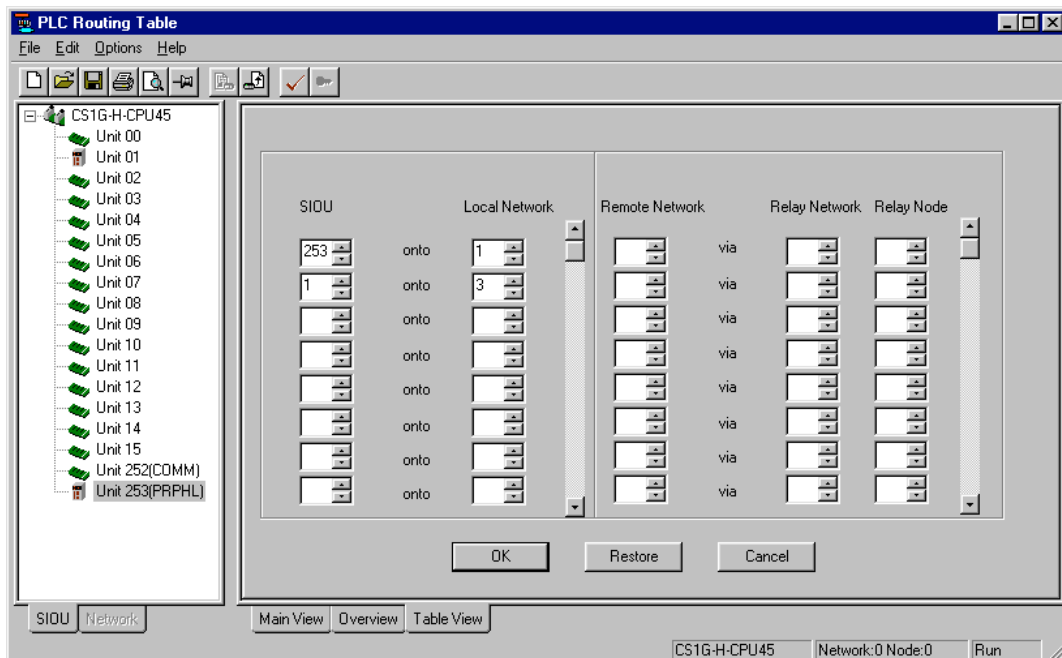 PLC Routing Table
File Edit Options Help
CS1G-H-CPU45
Unit 00
Unit 01
Unit 02
Unit 03
Unit 04
Unit 05
Unit 06
Unit 07
Unit 08
Unit 09
Unit 10
Unit 11
Unit 12
Unit 13
Unit 14
Unit 15
Unit 252(COMM)
Unit 253(PRPHL)
SIOU Network
SIOU Local Network Remote Network Relay Network Relay Node
253 onto 1 via
1 onto 3 via
onto via
onto via
onto via
onto via
onto via
onto via
OK Restore Cancel
Main View Overview Table View
CS1G-H-CPU45 Network:0 Node:0 Run